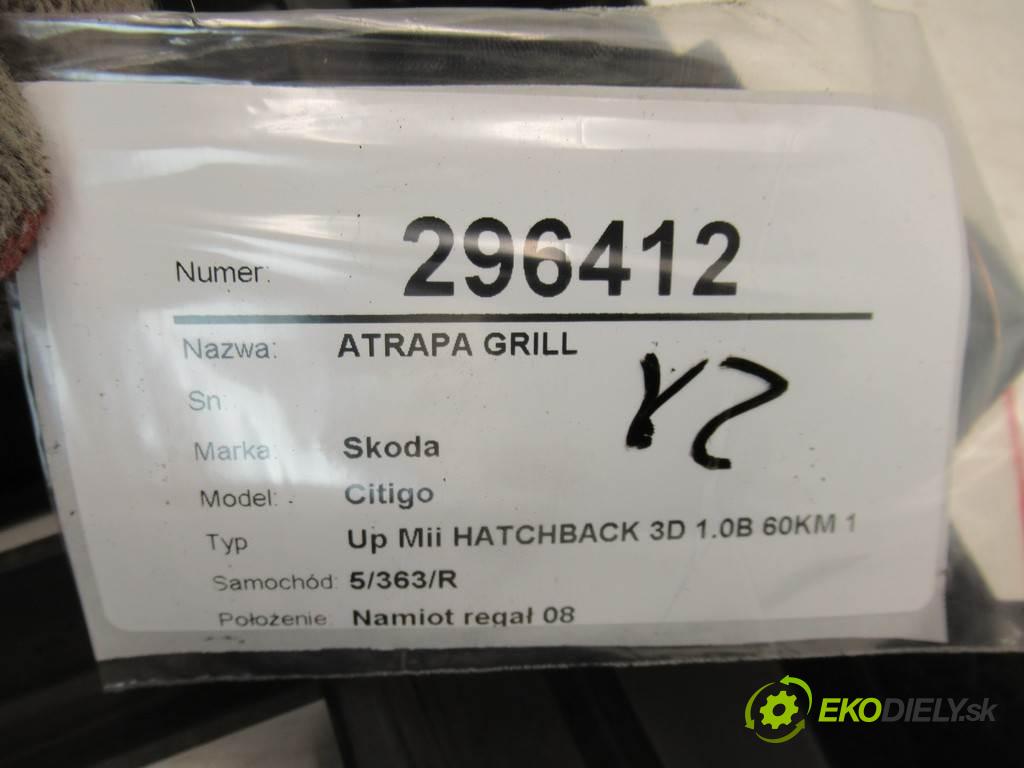 Numer: 296412
Nazwa: ATRAPA GRILL
Sn:
Marka: Skoda
Model: Citigo
Typ Up Mii HATCHBACK 3D 1.0B 60KM 1
Samochód: 5/363/R
Położenie Namiot regał 08
EKODIELY.sk